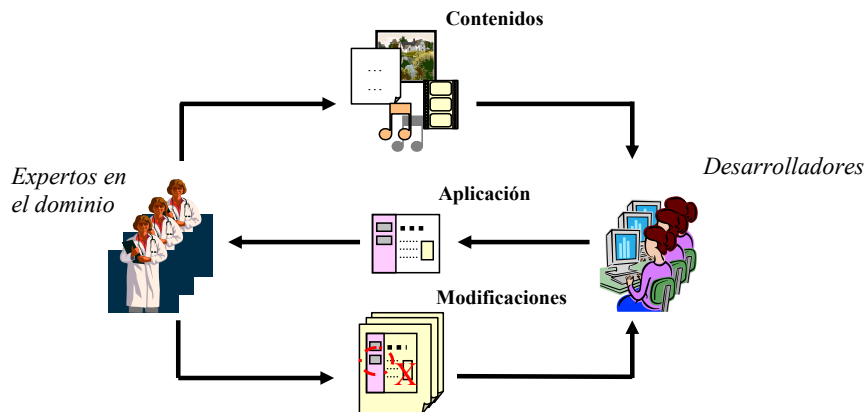 Contenidos
...
...
Expertos en
el dominio
Desarrolladores
Aplicación
Modificaciones
X